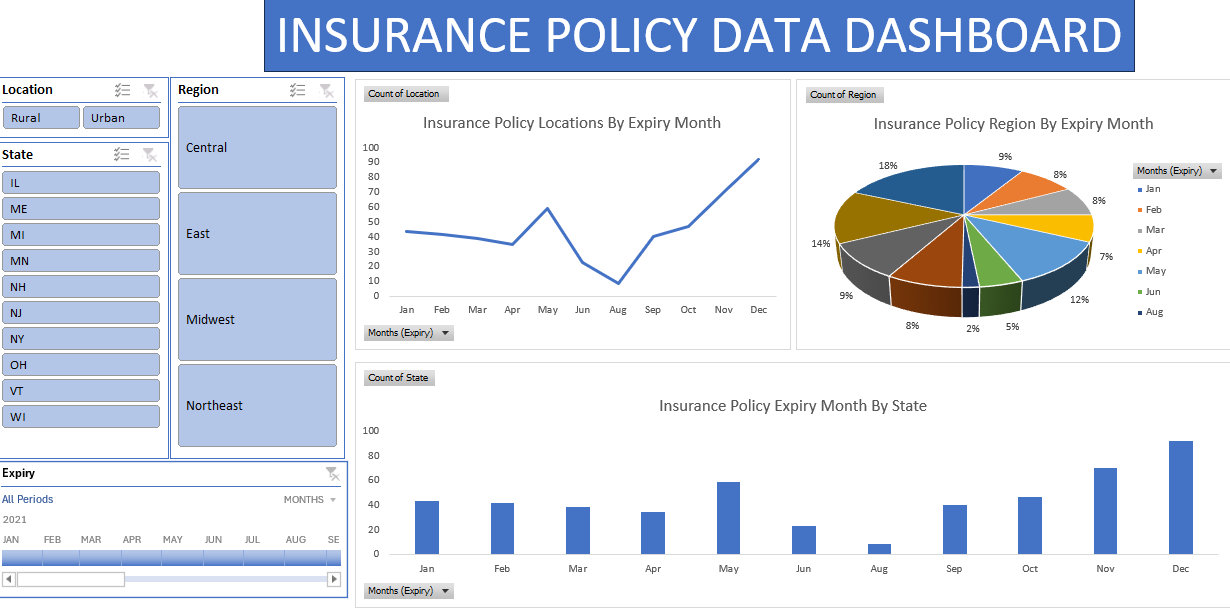 INSURANCE POLICY DATA DASHBOARD
Location
Rural
Urban
State
IL
ME
MI
MN
NH
NJ
NY
OH
VT
WI
Region
Central
East
Midwest
Northeast
Expiry
All Periods
MONTHS
2021
JAN FEB MAR APR MAY JUN JUL AUG SE
Count of Location
Insurance Policy Locations By Expiry Month
100
90
80
70
60
50
40
30
20
10
0
Jan Feb Mar Apr May Jun Aug Sep Oct Nov Dec
Months (Expiry)
Count of Region
Insurance Policy Region By Expiry Month
9%
8%
8%
7%
12%
5%
2%
8%
9%
14%
18%
Months (Expiry)
Jan
Feb
Mar
Apr
May
Jun
Aug
Count of State
Insurance Policy Expiry Month By State
100
80
60
40
20
0
Jan Feb Mar Apr May Jun Aug Sep Oct Nov Dec
Months (Expiry)